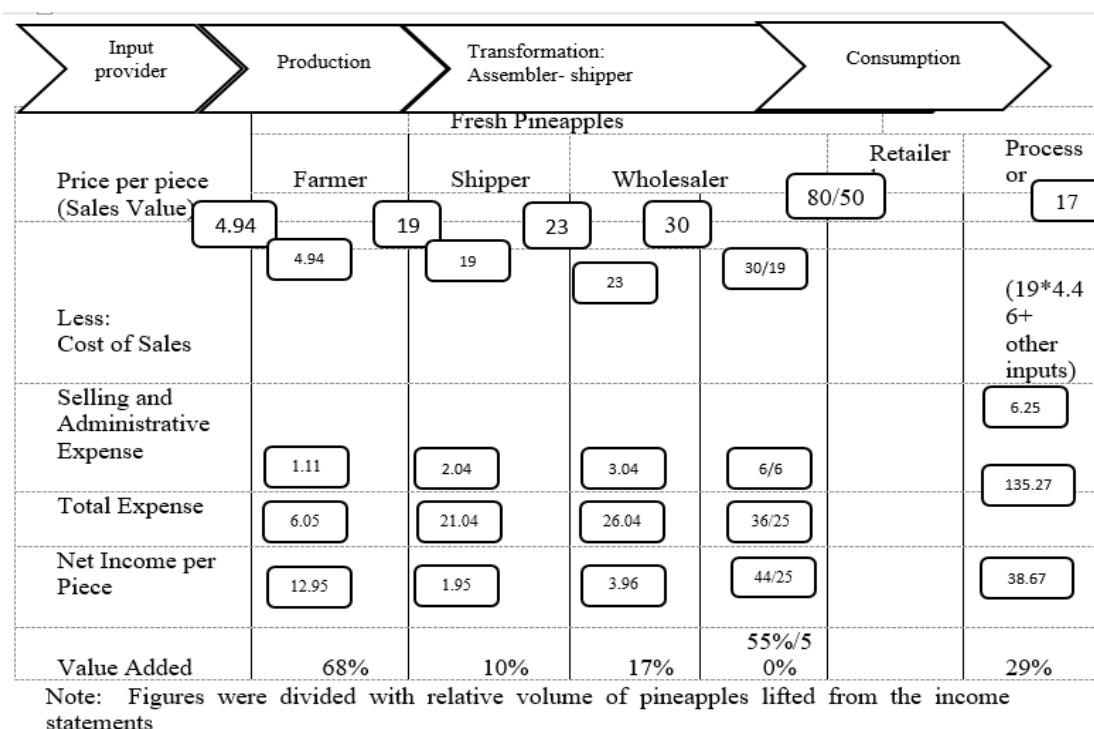 Input
provider
Production
Transformation:
Assembler- shipper
Consumption
Fresh Pineapples
Price per piece
(Sales Value)
Farmer
Shipper
Wholesaler
Retailer
Process
or
4.94
19
23
30
80/50
17
4.94
19
23
30/19
Less:
Cost of Sales
(19*4.4
6+
other
inputs)
Selling and
Administrative
Expense
1.11
2.04
3.04
6/6
6.25
Total Expense
6.05
21.04
26.04
36/25
135.27
Net Income per
Piece
12.95
1.95
3.96
44/25
38.67
Value Added
68%
10%
17%
55%/5
0%
29%
Note: Figures were divided with relative volume of pineapples lifted from the income
statements